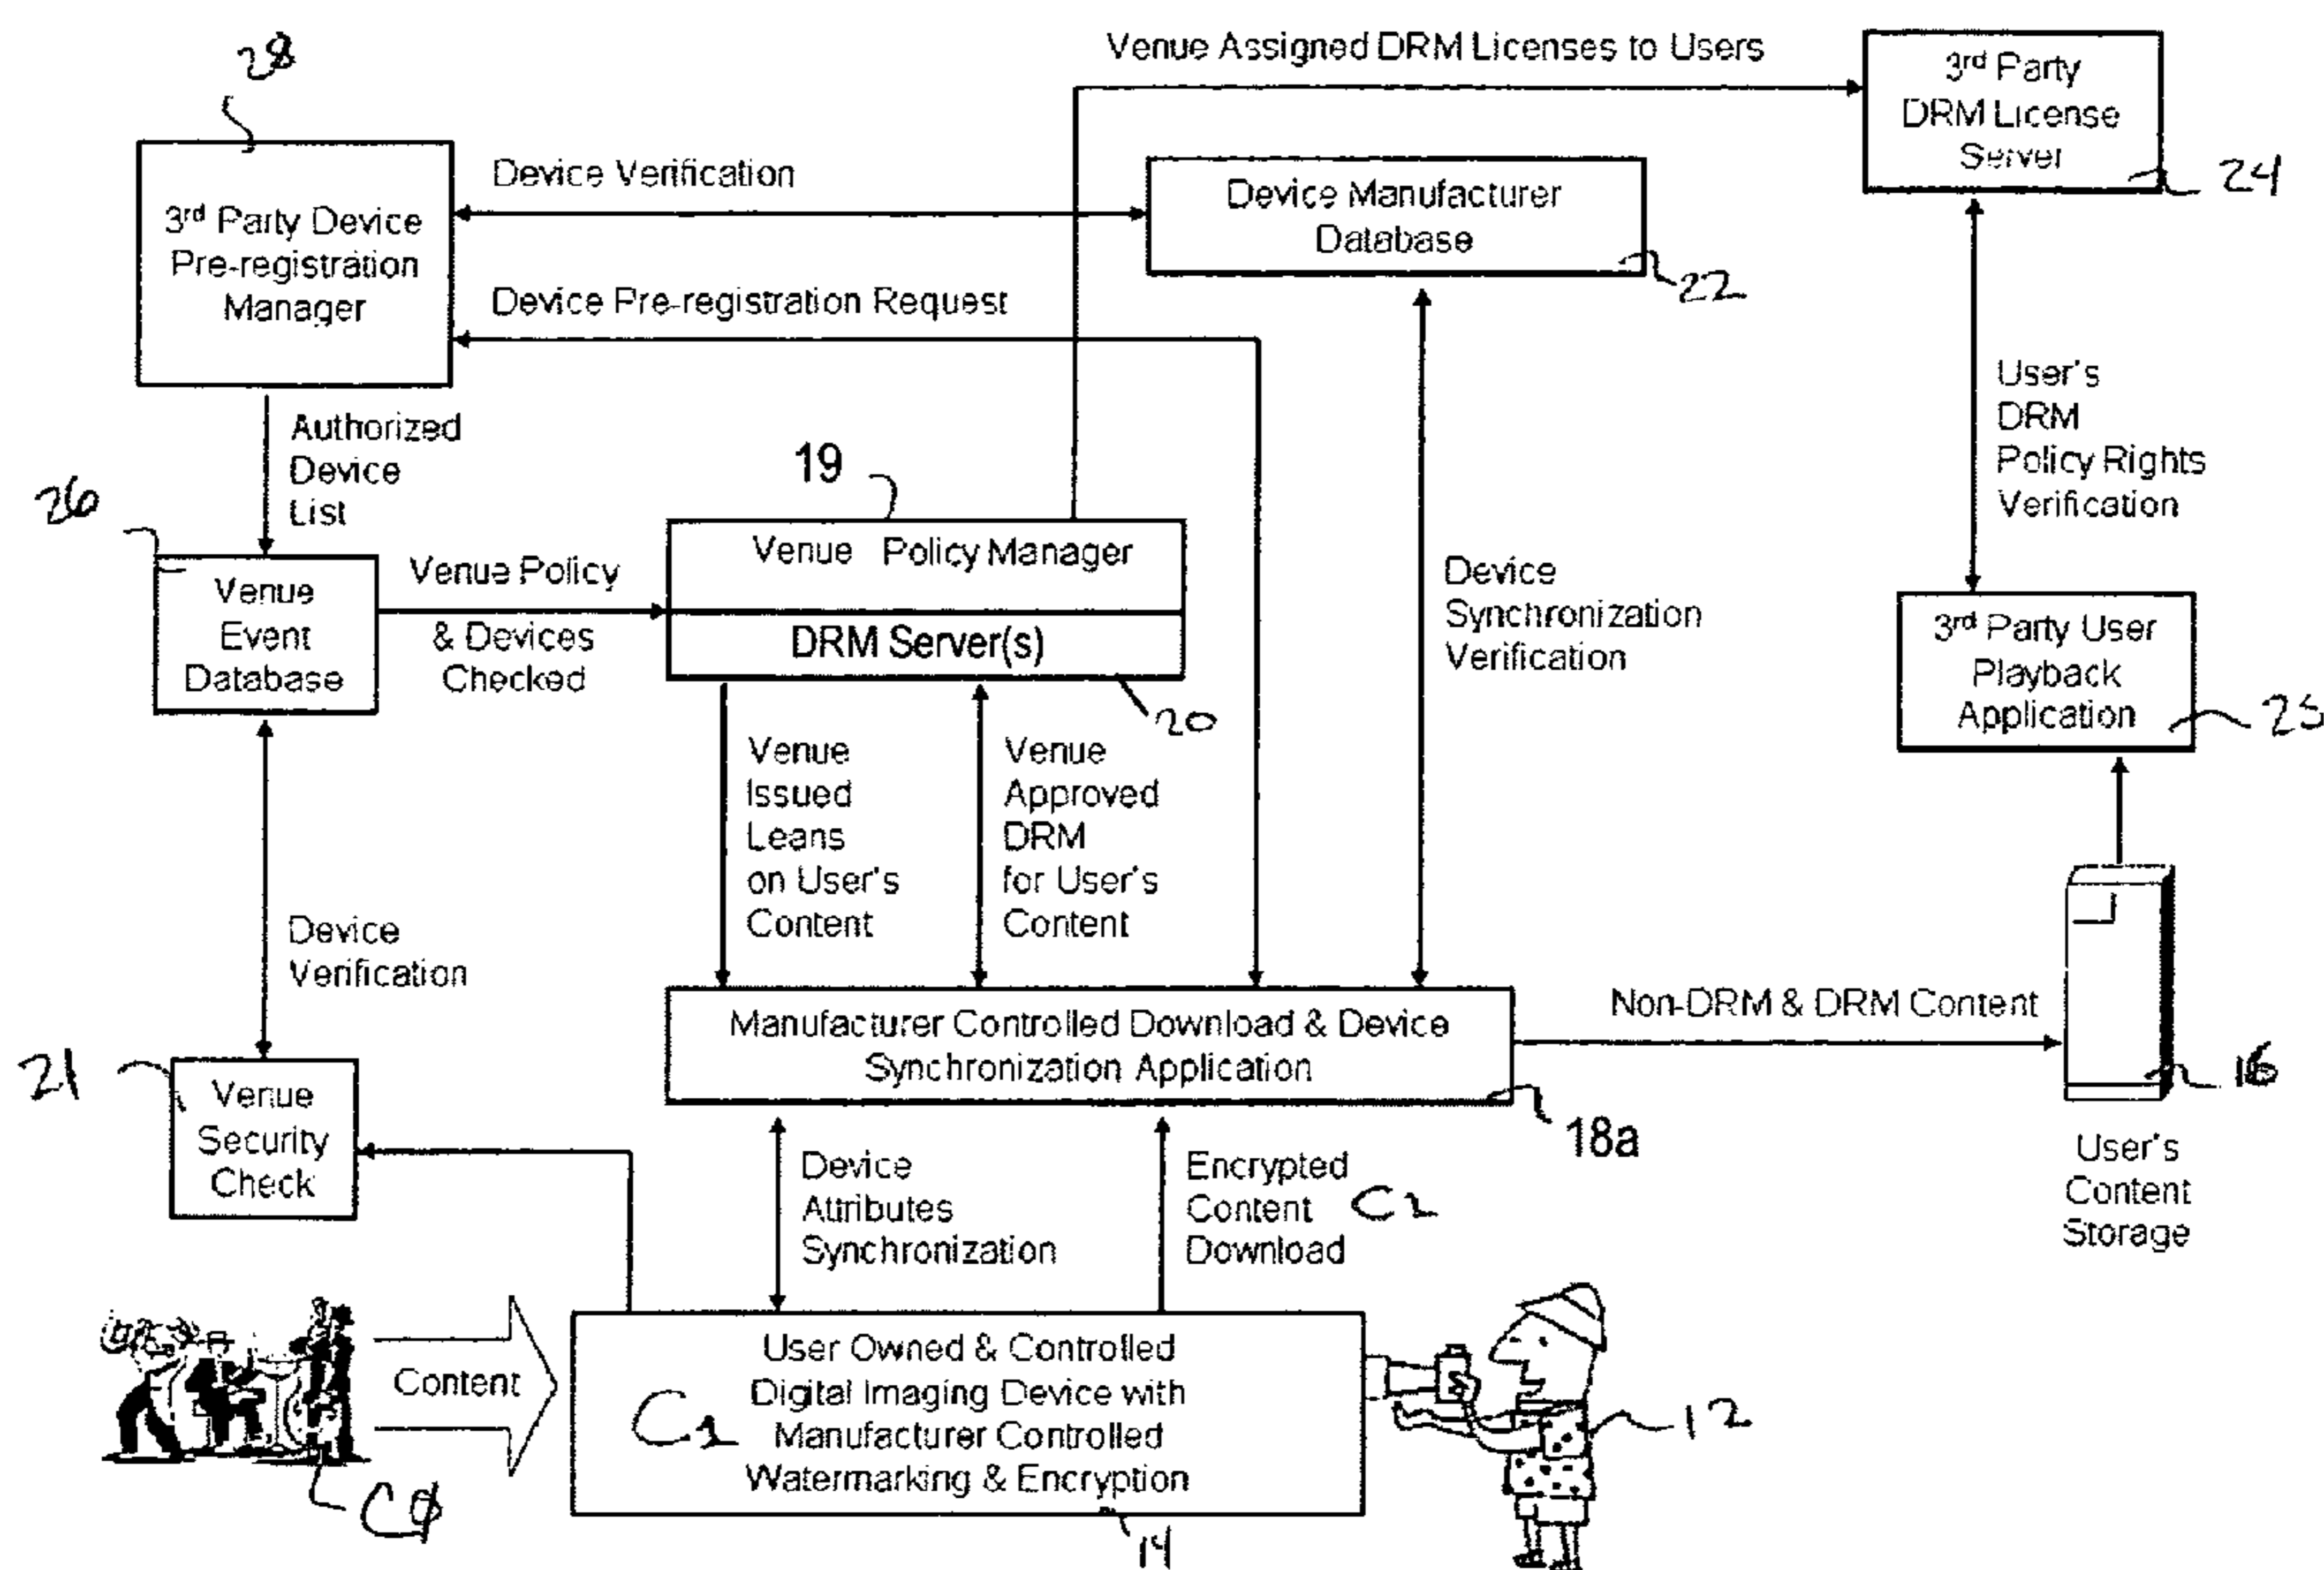 Venue Assigned DRM Licenses to Users
3rd Party
DRM License
Server
24
28
3rd Party Device
Pre-registration
Manager
Device Verification
Device Manufacturer
Database
22
Device Pre-registration Request
Authorized
Device
List
User's
DRM
Policy Rights
Verification
26
Venue
Event
Database
Venue Policy
& Devices
Checked
19
Venue Policy Manager
DRM Server(s)
20
Device
Synchronization
Verification
3rd Party User
Playback
Application
25
Venue
Issued
Leans
on User's
Content
Venue
Approved
DRM
for User's
Content
Device
Verification
21
Venue
Security
Check
Manufacturer Controlled Download & Device
Synchronization Application
18a
Non-DRM & DRM Content
16
User's
Content
Storage
Device
Attributes
Synchronization
Encrypted
Content
Download
C2
Content
CØ
User Owned & Controlled
Digital Imaging Device with
Manufacturer Controlled
Watermarking & Encryption
C1
14
12